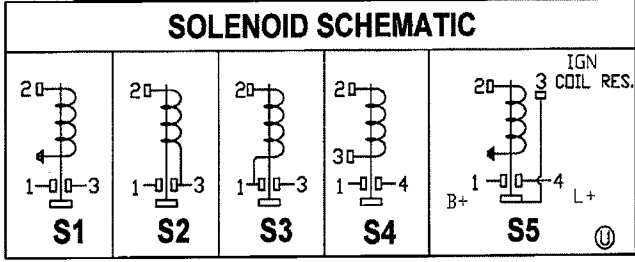 SOLENOID SCHEMATIC
2
1 3
S1
2
1 3
S2
2
1 3
S3
2
3
1 4
S4
IGN
2 3 COIL RES.
1 4
B+ L+
S5 U